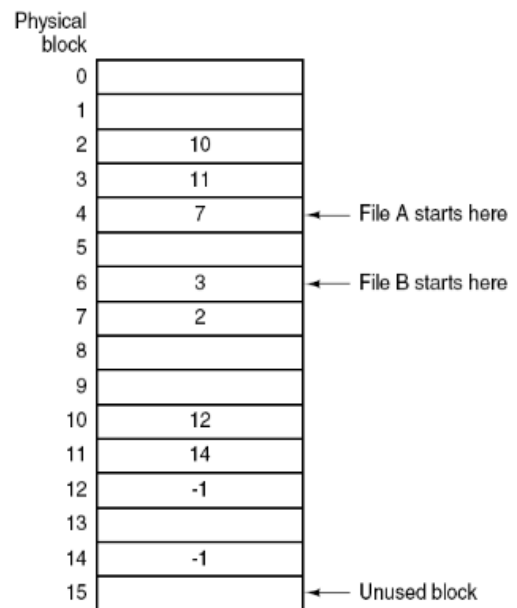 Physical
block
0
1
2 10
3 11
4 7 File A starts here
5
6 3 File B starts here
7 2
8
9
10 12
11 14
12 -1
13
14 -1
15 Unused block